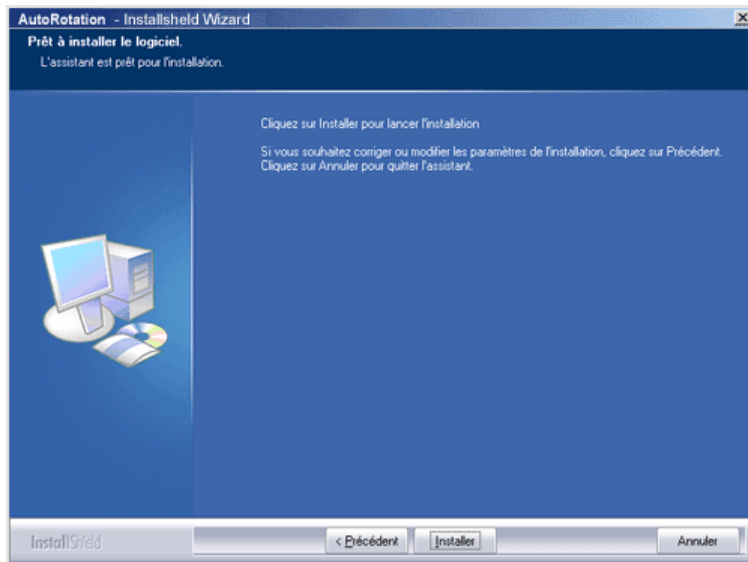 AutoRotation - Installsheld Wizard
Prêt à installer le logiciel.
L'assistant est prêt pour l'installation.
Cliquez sur Installer pour lancer l'installation
Si vous souhaitez corriger ou modifier les paramètres de l'installation, cliquez sur Précédent.
Cliquez sur Annuler pour quitter l'assistant.
InstallShield
< Précédent
Installer
Annuler